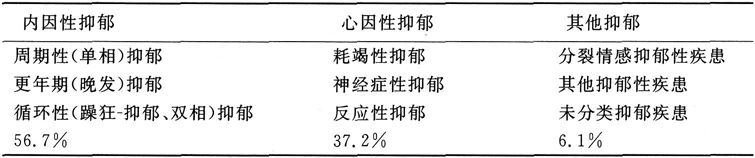 内因性抑郁 心因性抑郁 其他抑郁
周期性(单相)抑郁 耗竭性抑郁 分裂情感抑郁性疾患
更年期(晚发)抑郁 神经症性抑郁 其他抑郁性疾患
循环性(躁狂-抑郁、双相)抑郁 反应性抑郁 未分类抑郁疾患
56.7% 37.2% 6.1%